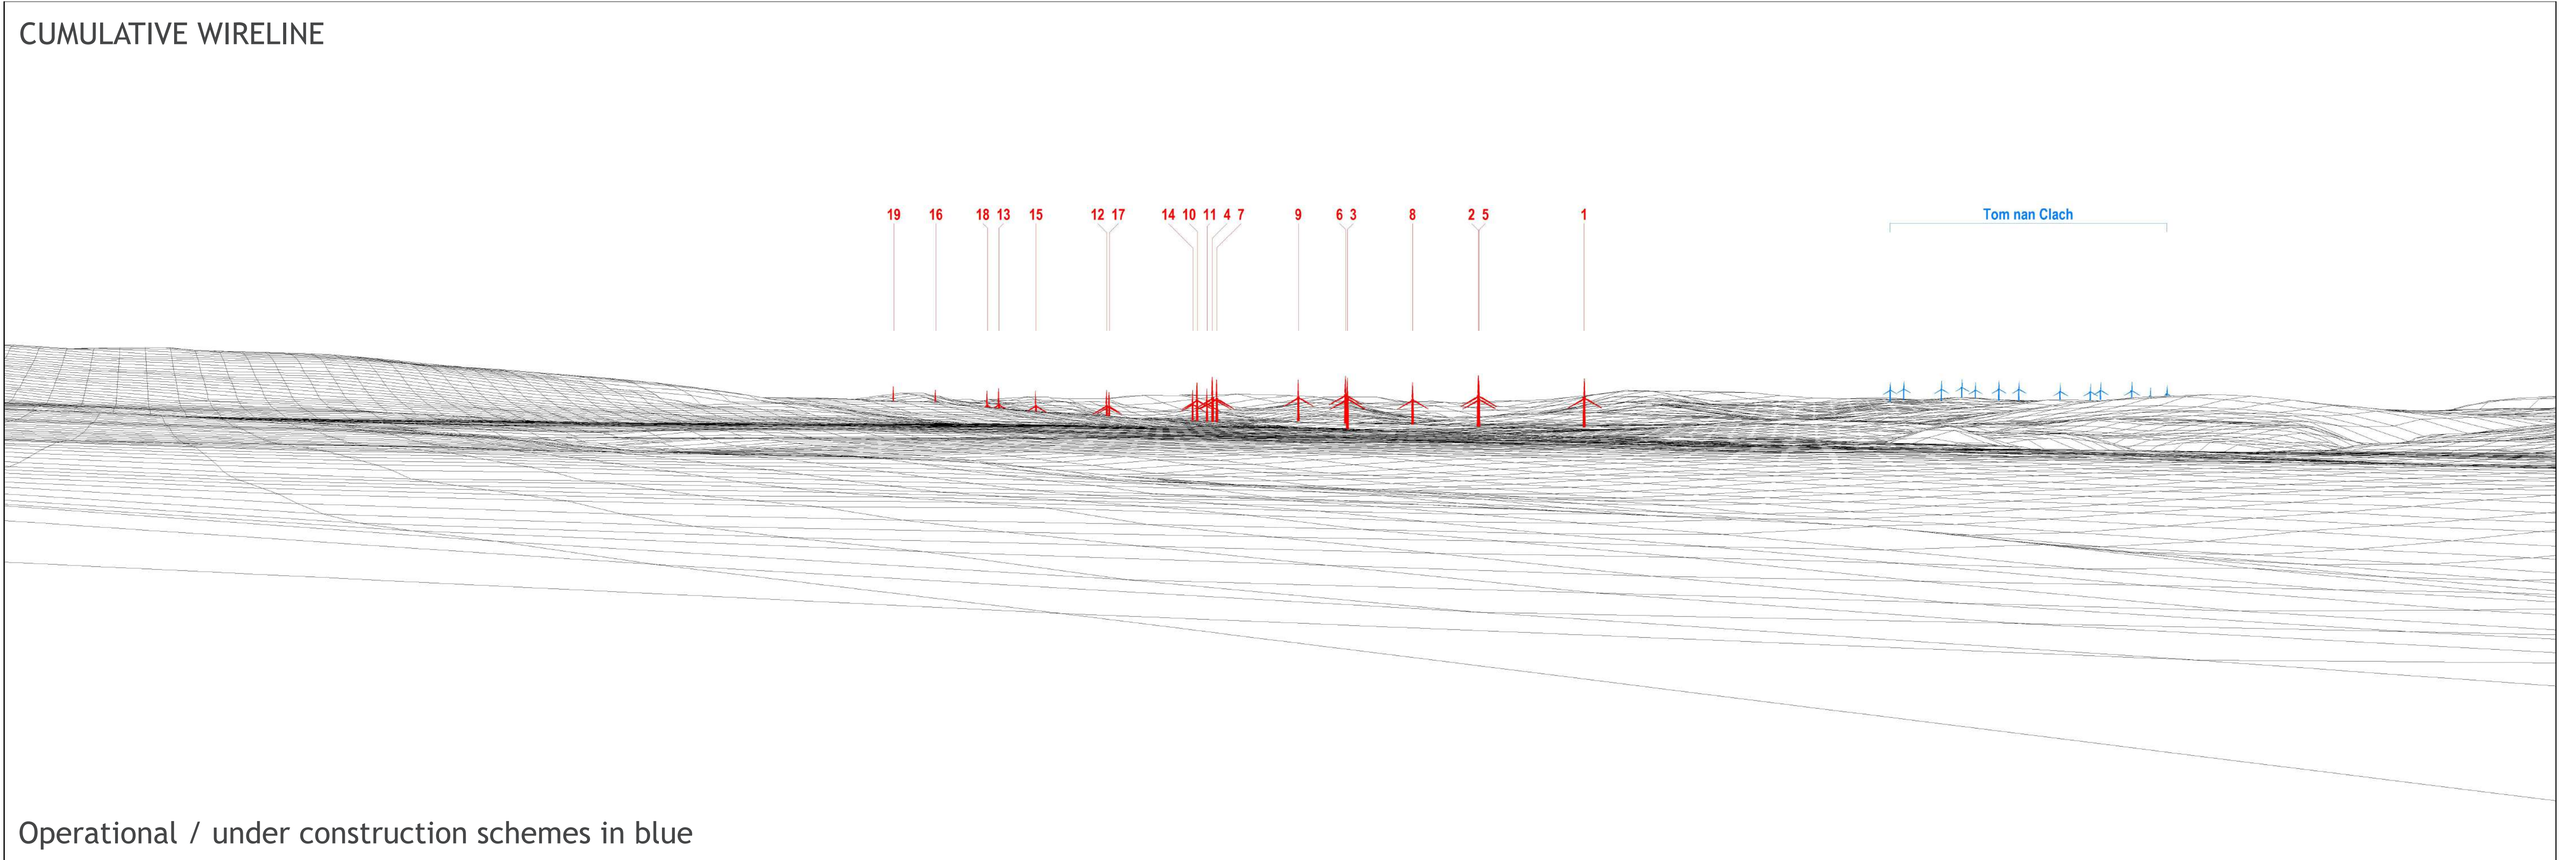 CUMULATIVE WIRELINE
19 16 18 13 15 12 17 14 10 11 4 7 9 6 3 8 2 5 1 Tom nan Clach
Operational / under construction schemes in blue